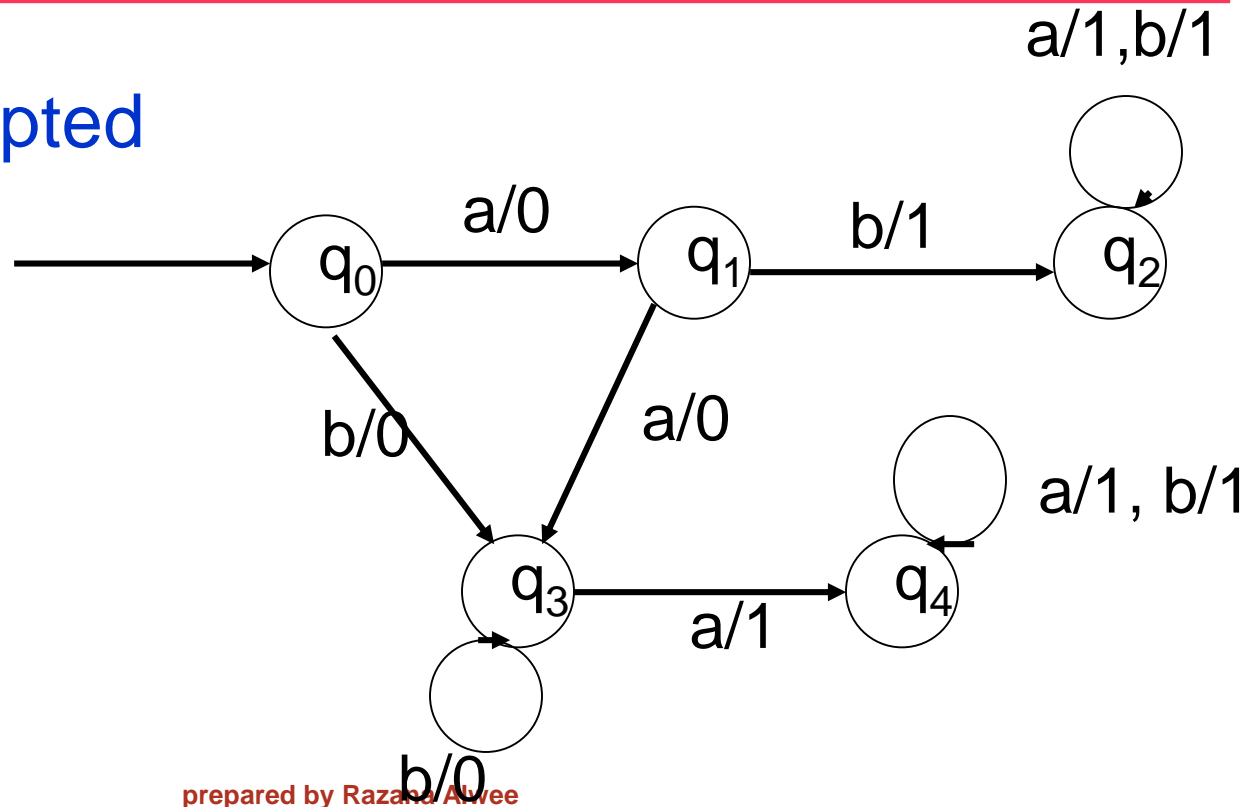 a/1,b/1
pted
a/0
b/1
q0
q1
q2
b/0
a/0
a/1, b/1
q3
q4
a/1
b/0
prepared by Razana Alwee